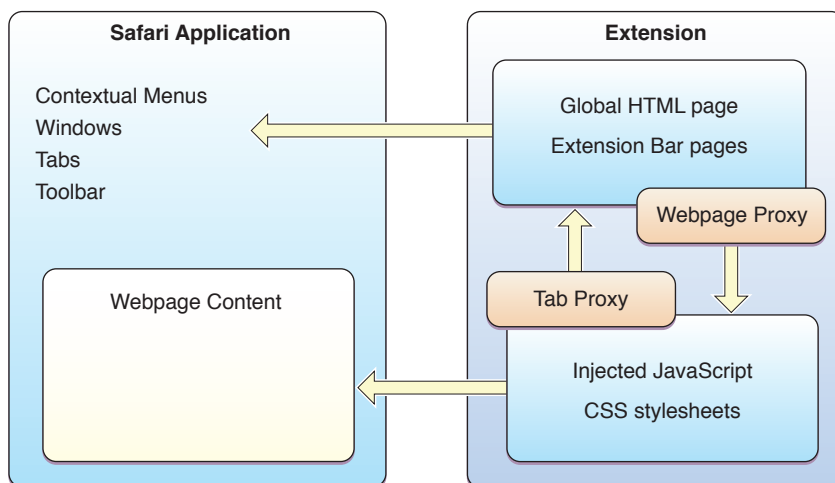 Safari Application
Contextual Menus
Windows
Tabs
Toolbar
Webpage Content
Extension
Global HTML page
Extension Bar pages
Webpage Proxy
Tab Proxy
Injected JavaScript
CSS stylesheets